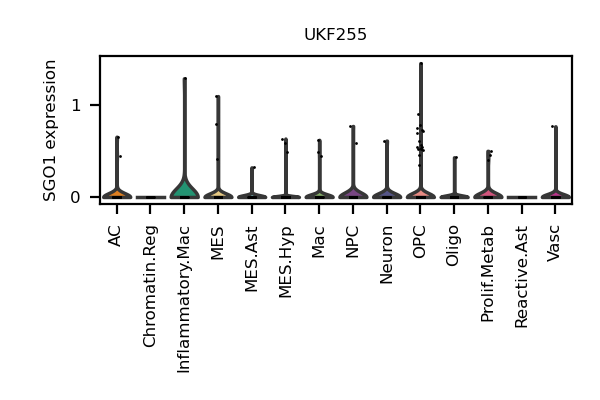 UKF255
SGO1 expression
1
0
AC
Chromatin.Reg
Inflammatory.Mac
MES
MES.Ast
MES.Hyp
Mac
NPC
Neuron
OPC
Oligo
Prolif.Metab
Reactive.Ast
Vasc